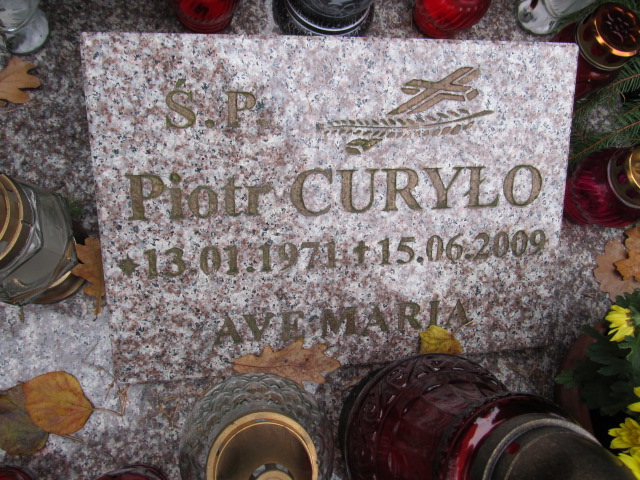 Ś.P.
Piotr CURYŁO
*13.01.1971 †15.06.2009
AVE MARIA